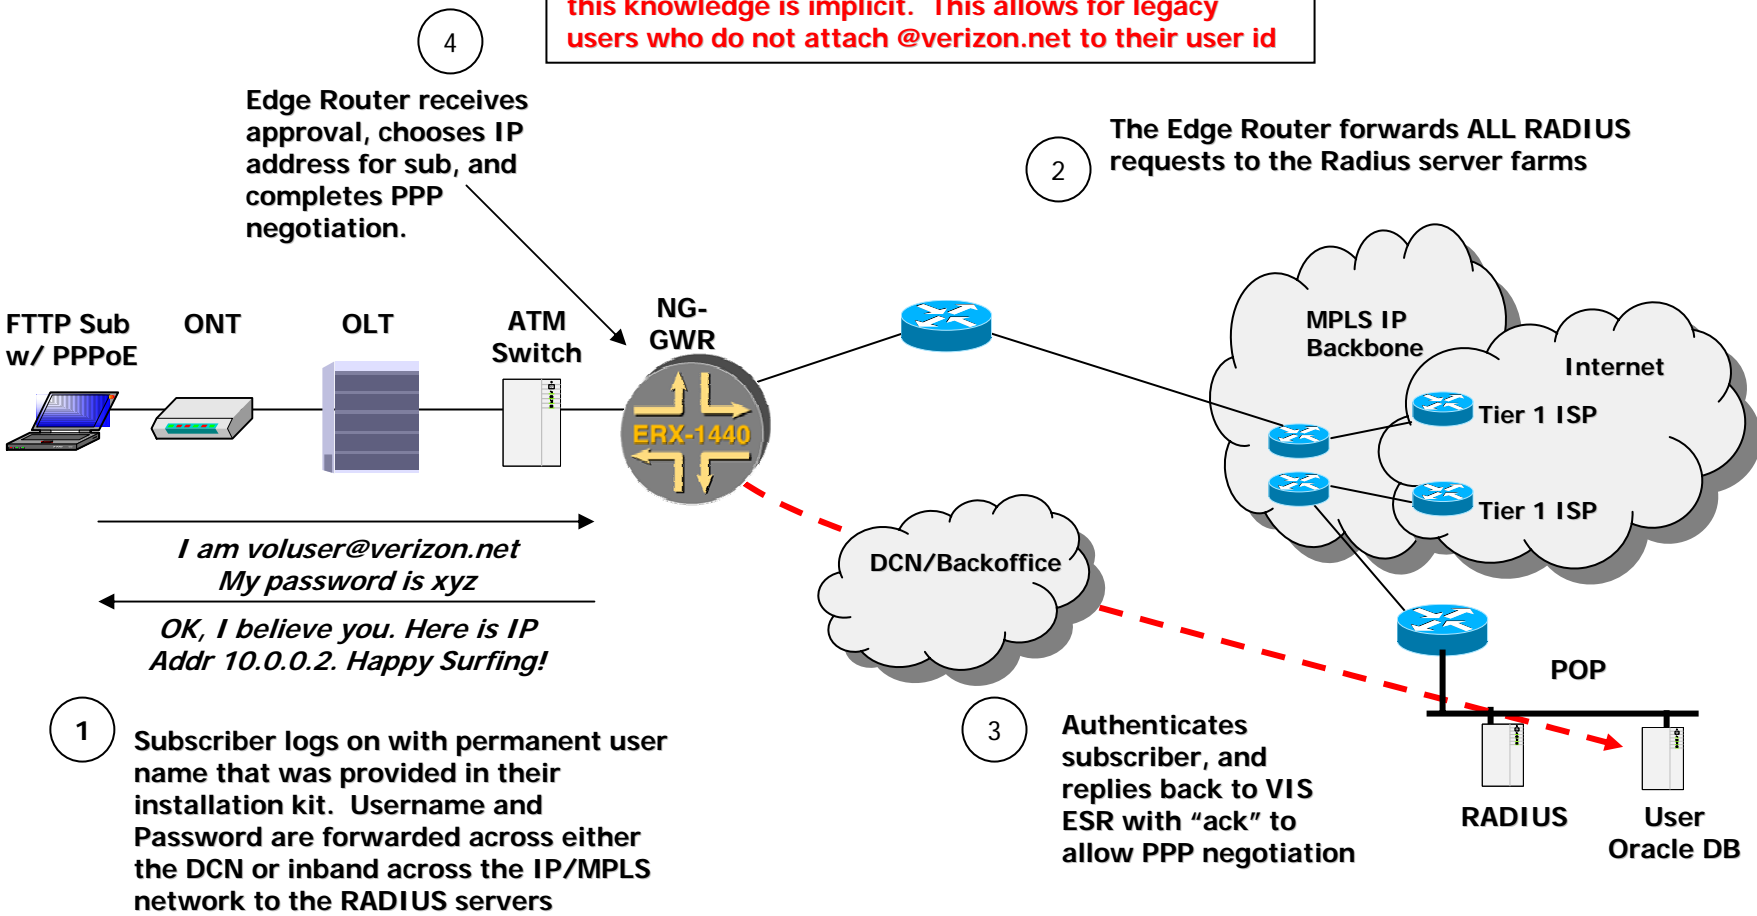 this knowledge is implicit. This allows for legacy
users who do not attach @verizon.net to their user id
4
Edge Router receives
approval, chooses IP
address for sub, and
completes PPP
negotiation.
2
The Edge Router forwards ALL RADIUS
requests to the Radius server farms
FTTP Sub
w/ PPPoE
ONT
OLT
ATM
Switch
NG-
GWR
ERX-1440
MPLS IP
Backbone
Internet
Tier 1 ISP
Tier 1 ISP
I am voluser@verizon.net
My password is xyz
OK, I believe you. Here is IP
Addr 10.0.0.2. Happy Surfing!
DCN/Backoffice
POP
1
Subscriber logs on with permanent user
name that was provided in their
installation kit. Username and
Password are forwarded across either
the DCN or inband across the IP/MPLS
network to the RADIUS servers
3
Authenticates
subscriber, and
replies back to VIS
ESR with “ack” to
allow PPP negotiation
RADIUS
User
Oracle DB